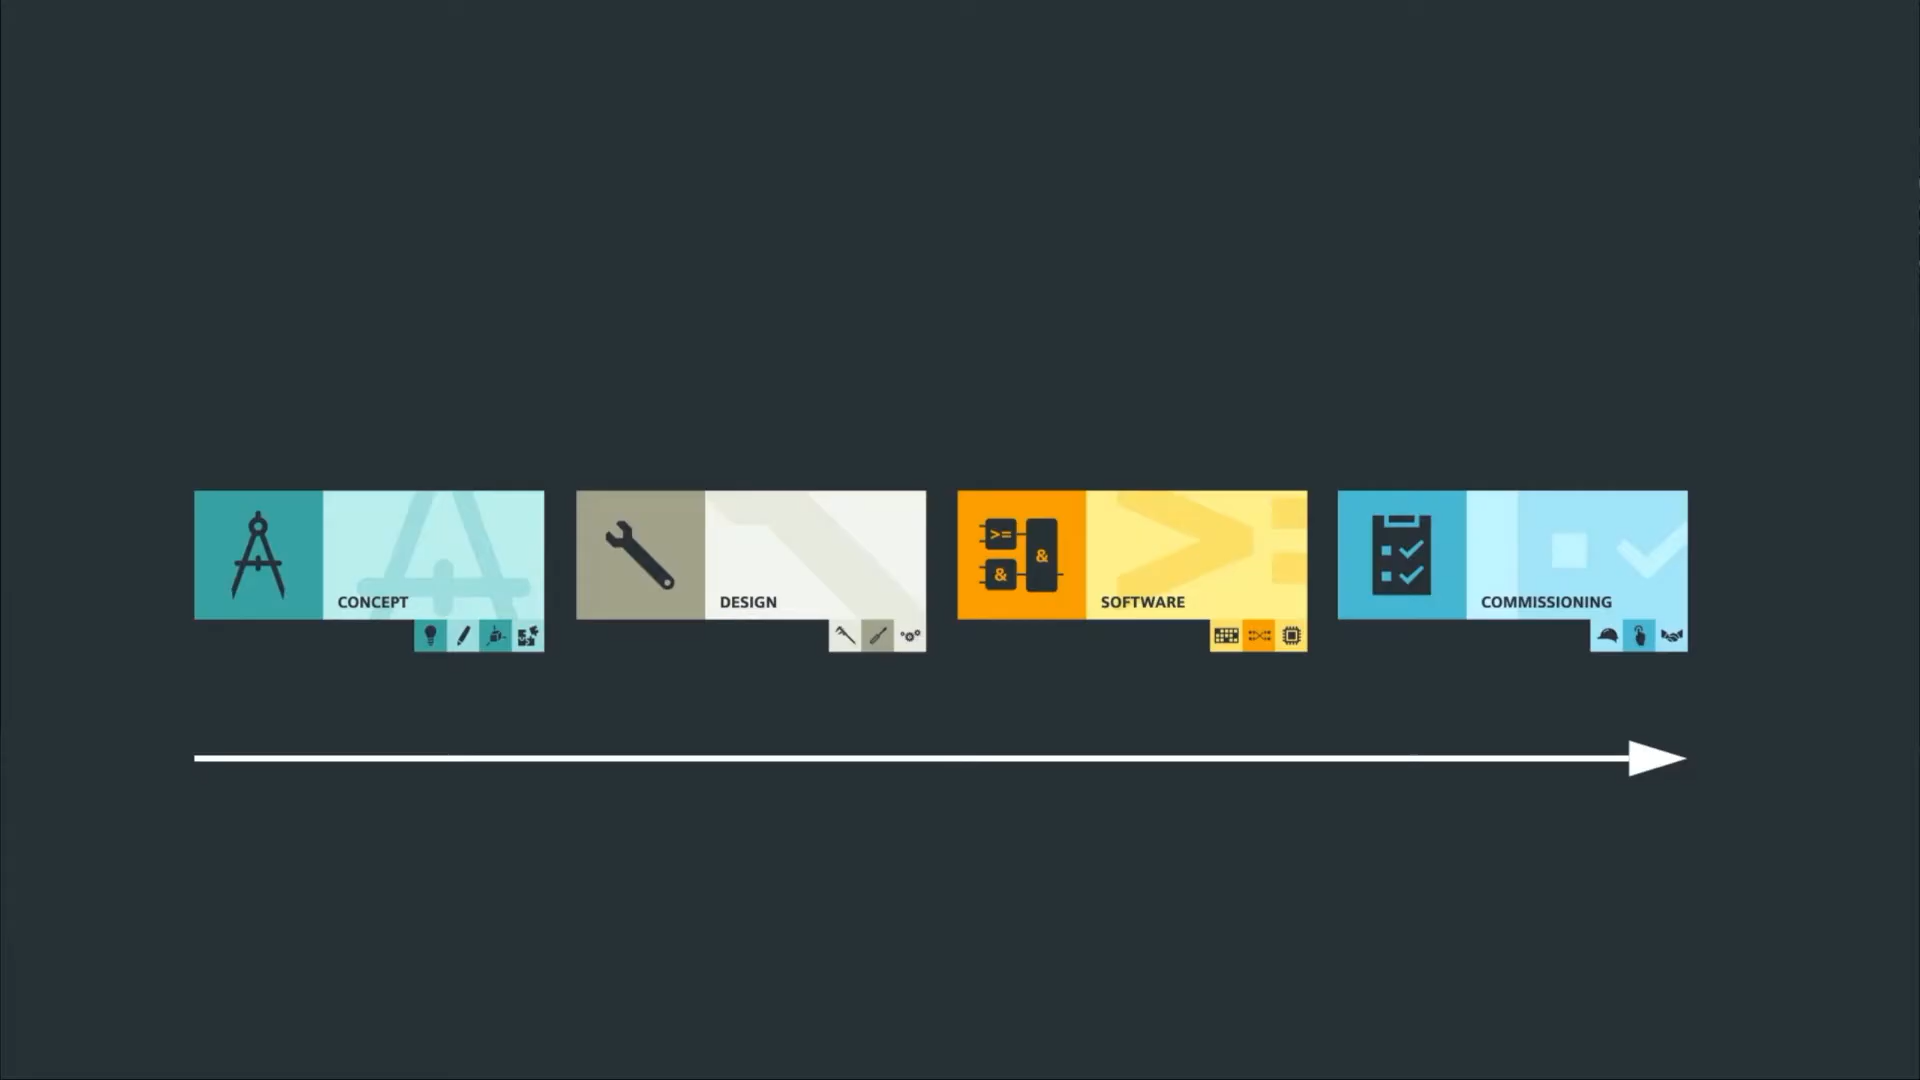 CONCEPT
DESIGN
>=
&
&
SOFTWARE
COMMISSIONING